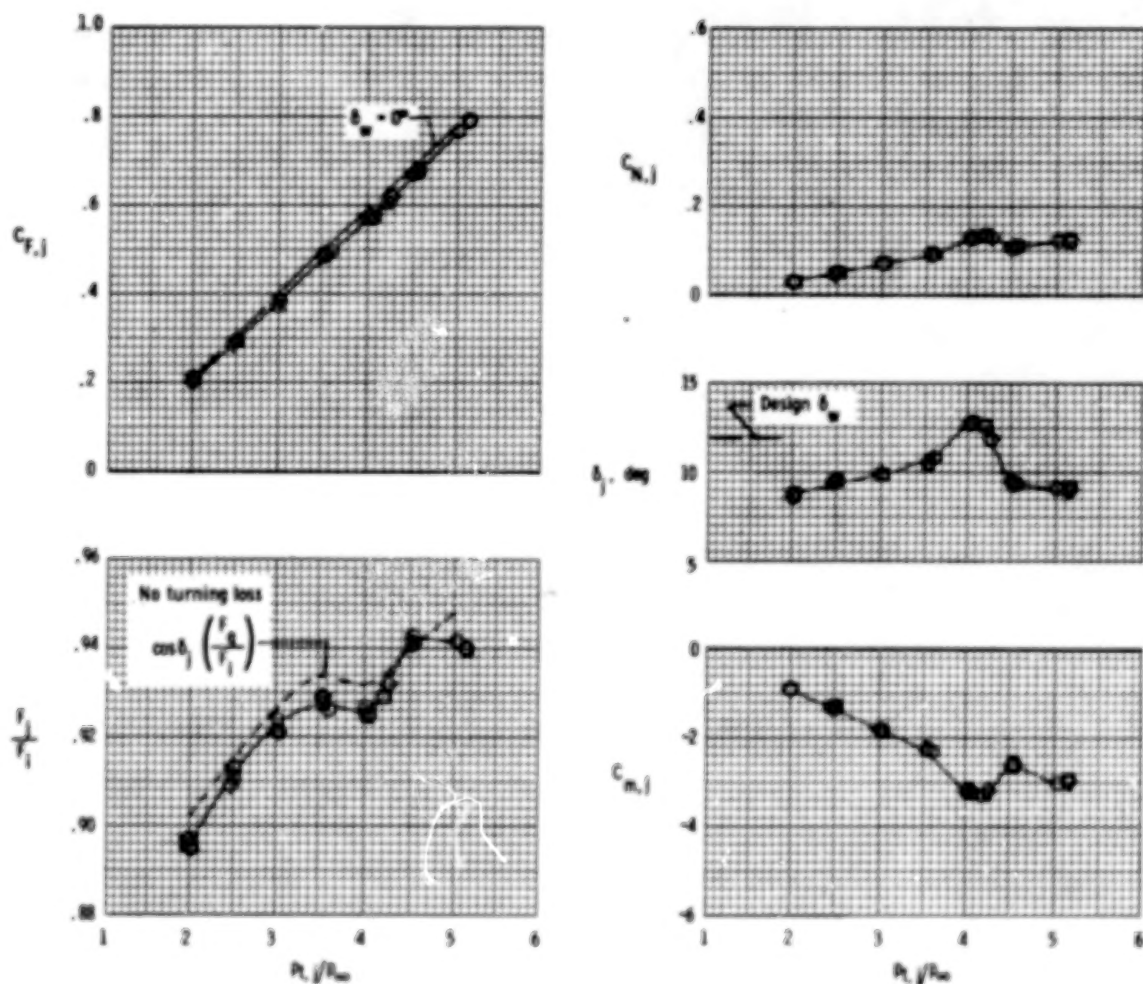 1.0
.8
.6
.4
.2
0
C_F,j
δ_w = 0°
.6
.4
.2
0
C_N,j
15
10
5
δ_j, deg
Design δ_w
.96
.94
.92
.90
.88
F_j
F_i
No turning loss
cos δ_j (F_g/F_i)
1 2 3 4 5 6
p_t,j/p_∞
0
-2
-4
-6
C_m,j
1 2 3 4 5 6
p_t,j/p_∞